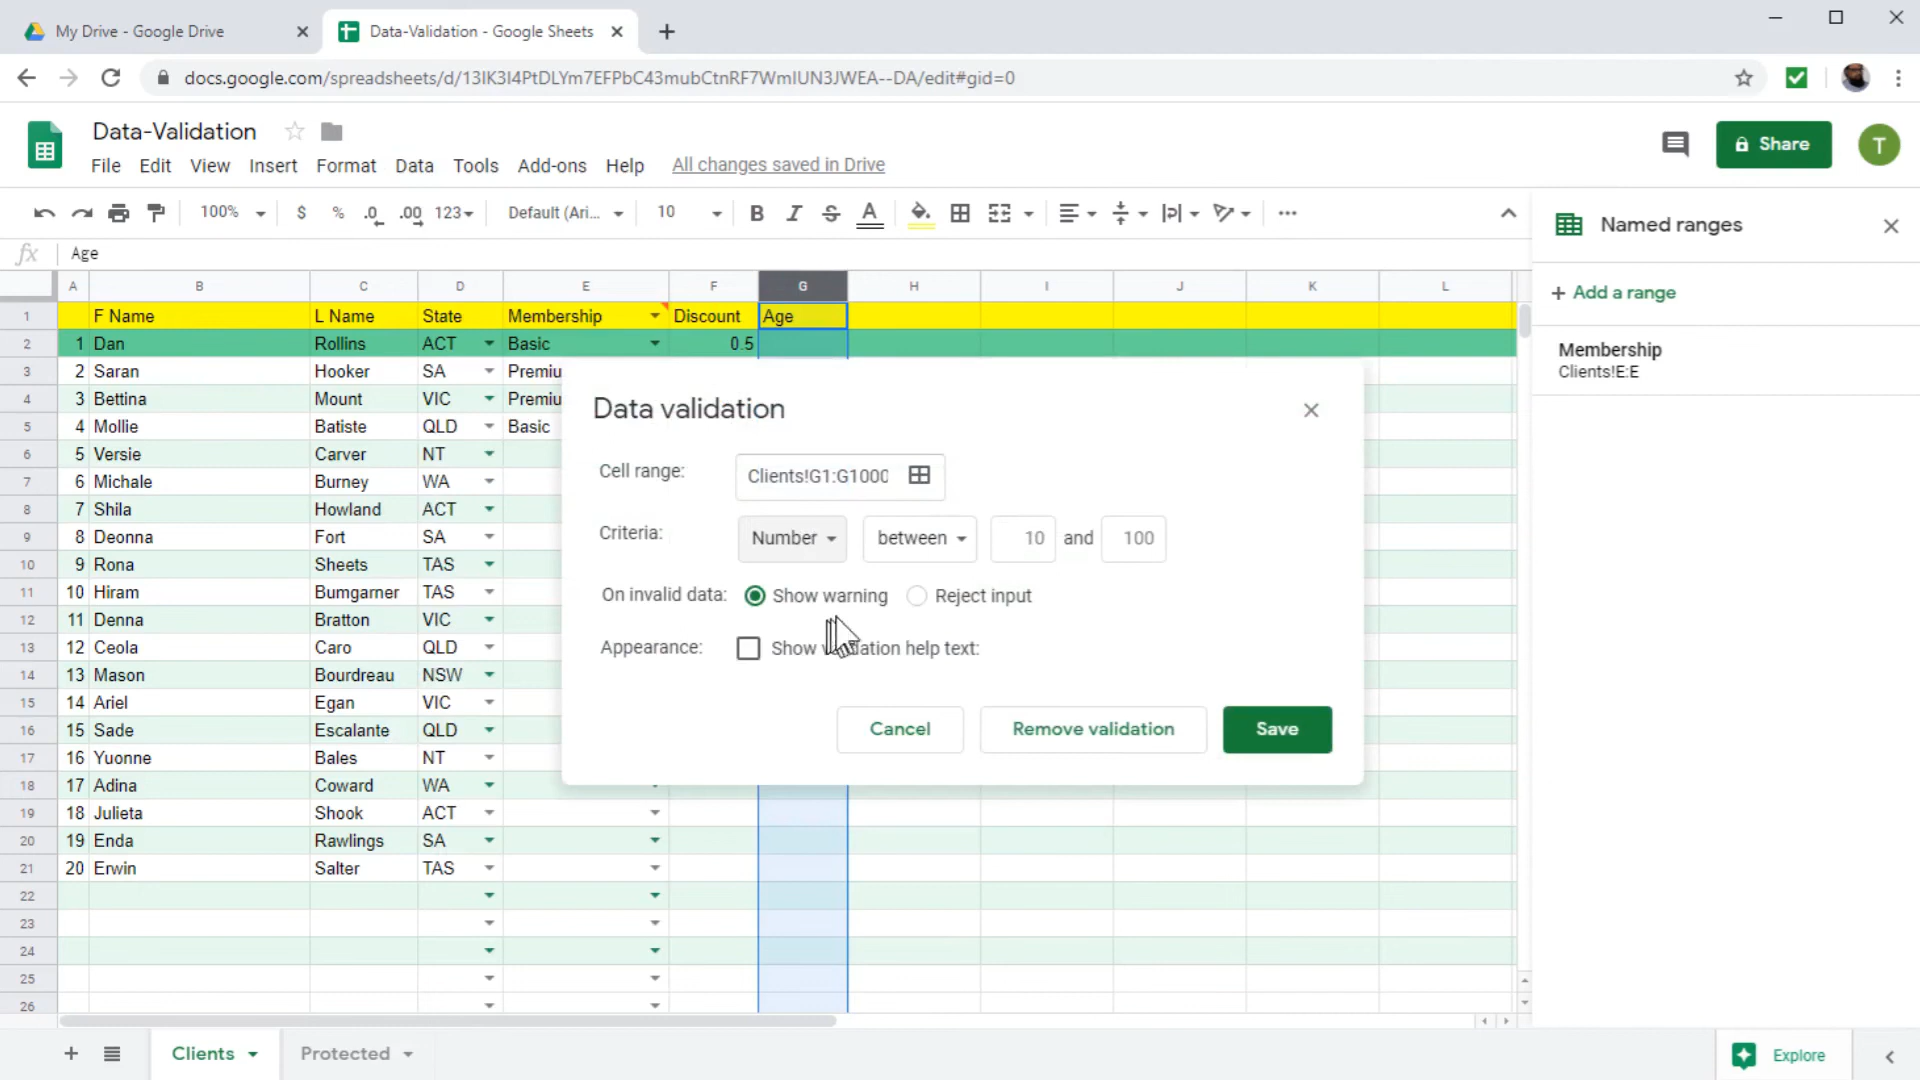 My Drive - Google Drive
Data-Validation - Google Sheets
docs.google.com/spreadsheets/d/13IK3I4PtDLYm7EFPbC43mubCtnRF7WmIUN3JWEA--DA/edit#gid=0
Data-Validation
File Edit View Insert Format Data Tools Add-ons Help All changes saved in Drive
Share
T
100% $ % .0 .00 123 Default (Ari... 10 B I S A
Named ranges
fx Age
Add a range
A B C D E F G H I J K L
1 F Name L Name State Membership Discount Age
2 1 Dan Rollins ACT Basic 0.5
Membership
Clients!E:E
3 2 Saran Hooker SA Premiu
4 3 Bettina Mount VIC Premiu
5 4 Mollie Batiste QLD Basic
6 5 Versie Carver NT
7 6 Michale Burney WA
8 7 Shila Howland ACT
9 8 Deonna Fort SA
10 9 Rona Sheets TAS
11 10 Hiram Bumgarner TAS
12 11 Denna Bratton VIC
13 12 Ceola Caro QLD
14 13 Mason Bourdreau NSW
15 14 Ariel Egan VIC
16 15 Sade Escalante QLD
17 16 Yuonne Bales NT
18 17 Adina Coward WA
19 18 Julieta Shook ACT
20 19 Enda Rawlings SA
21 20 Erwin Salter TAS
22
23
24
25
26
Data validation
Cell range: Clients!G1:G1000
Criteria: Number between 10 and 100
On invalid data: Show warning Reject input
Appearance: Show validation help text:
Cancel Remove validation Save
Clients Protected
Explore